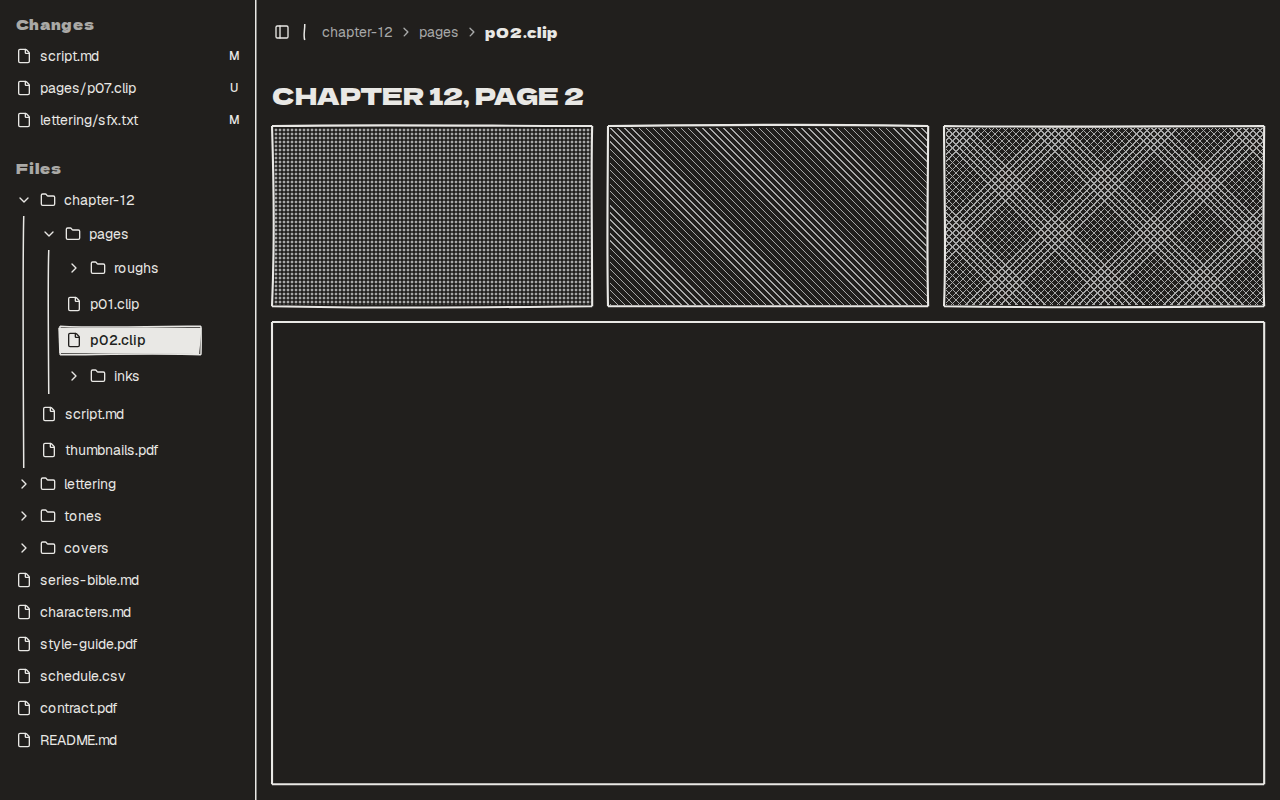 Changes
script.md M
pages/p07.clip U
lettering/sfx.txt M
Files
chapter-12
pages
roughs
p01.clip
p02.clip
inks
script.md
thumbnails.pdf
lettering
tones
covers
series-bible.md
characters.md
style-guide.pdf
schedule.csv
contract.pdf
README.md
chapter-12 > pages > p02.clip
CHAPTER 12, PAGE 2